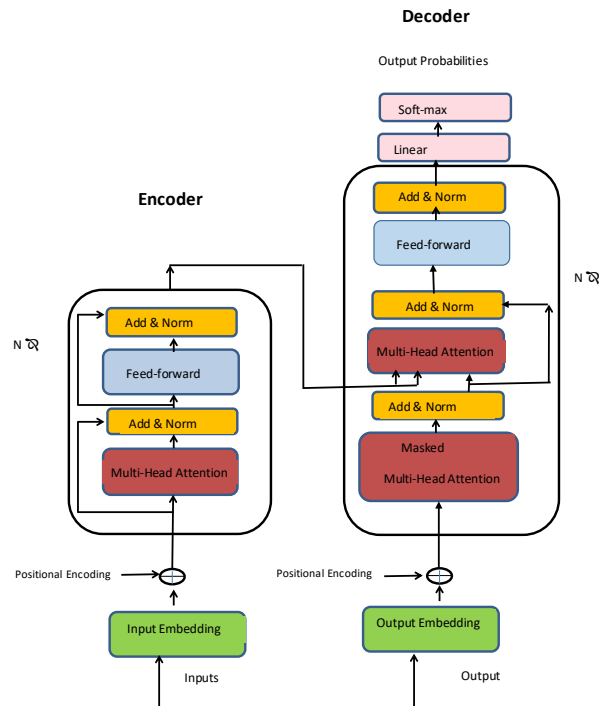 Decoder
Output Probabilities
Soft-max
Linear
Add & Norm
Feed-forward
Add & Norm
Multi-Head Attention
Add & Norm
Masked
Multi-Head Attention
N
Positional Encoding
Output Embedding
Output
Encoder
Add & Norm
Feed-forward
Add & Norm
Multi-Head Attention
N
Positional Encoding
Input Embedding
Inputs